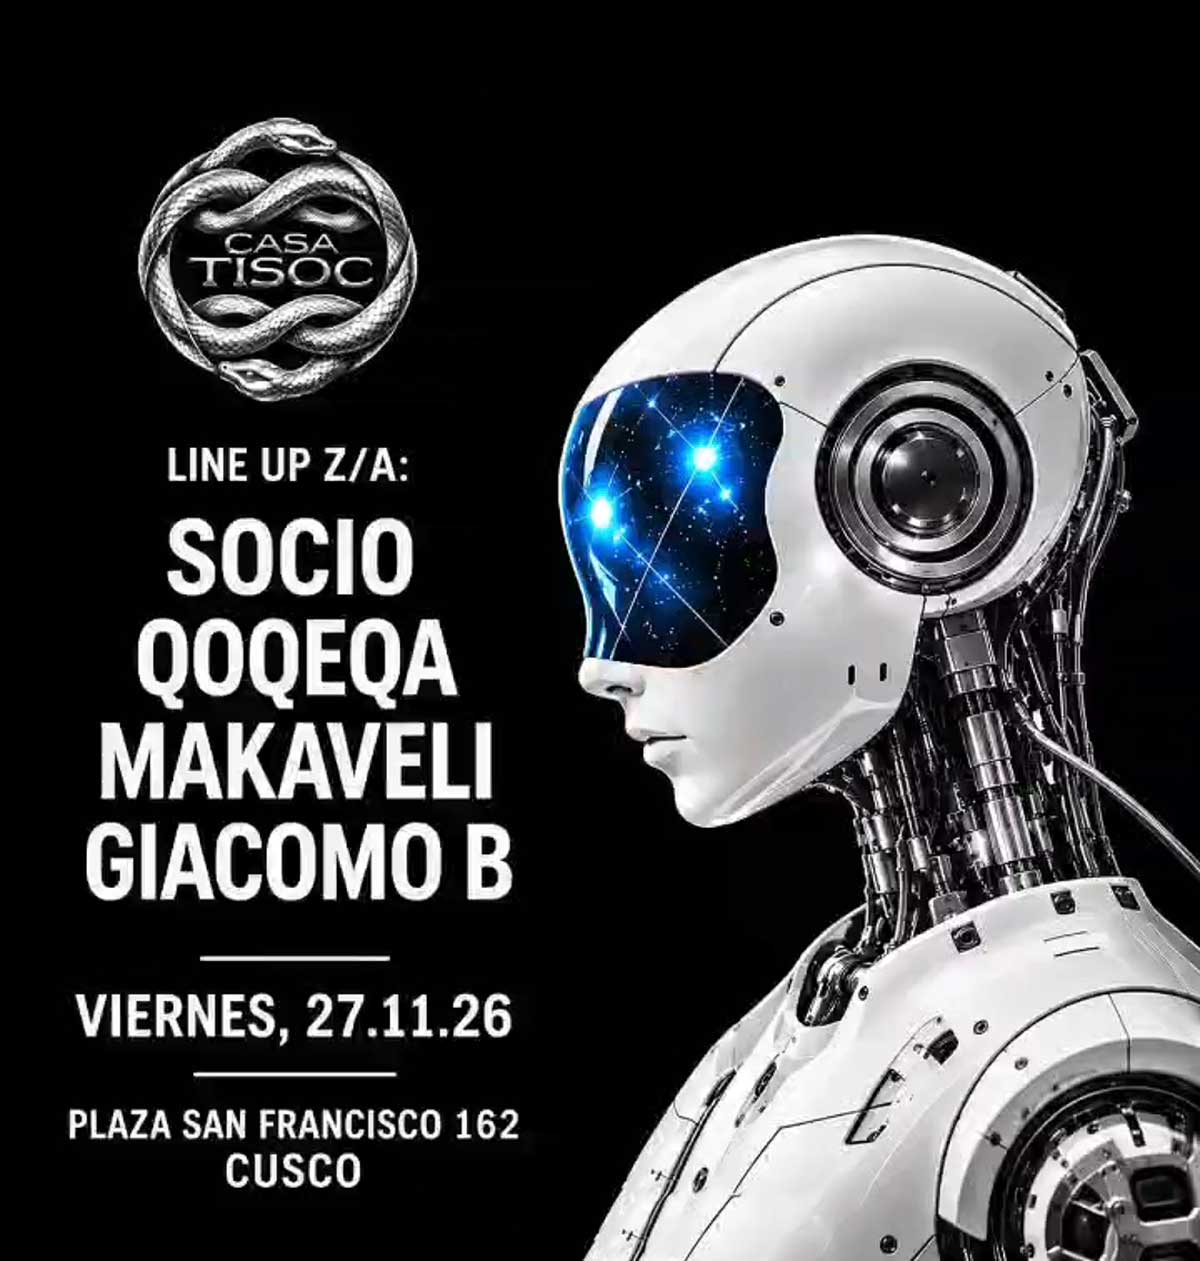 CASA
TISOC
LINE UP Z/A:
SOCIO
QOQEQA
MAKAVELI
GIACOMO B
VIERNES, 27.11.26
PLAZA SAN FRANCISCO 162
CUSCO